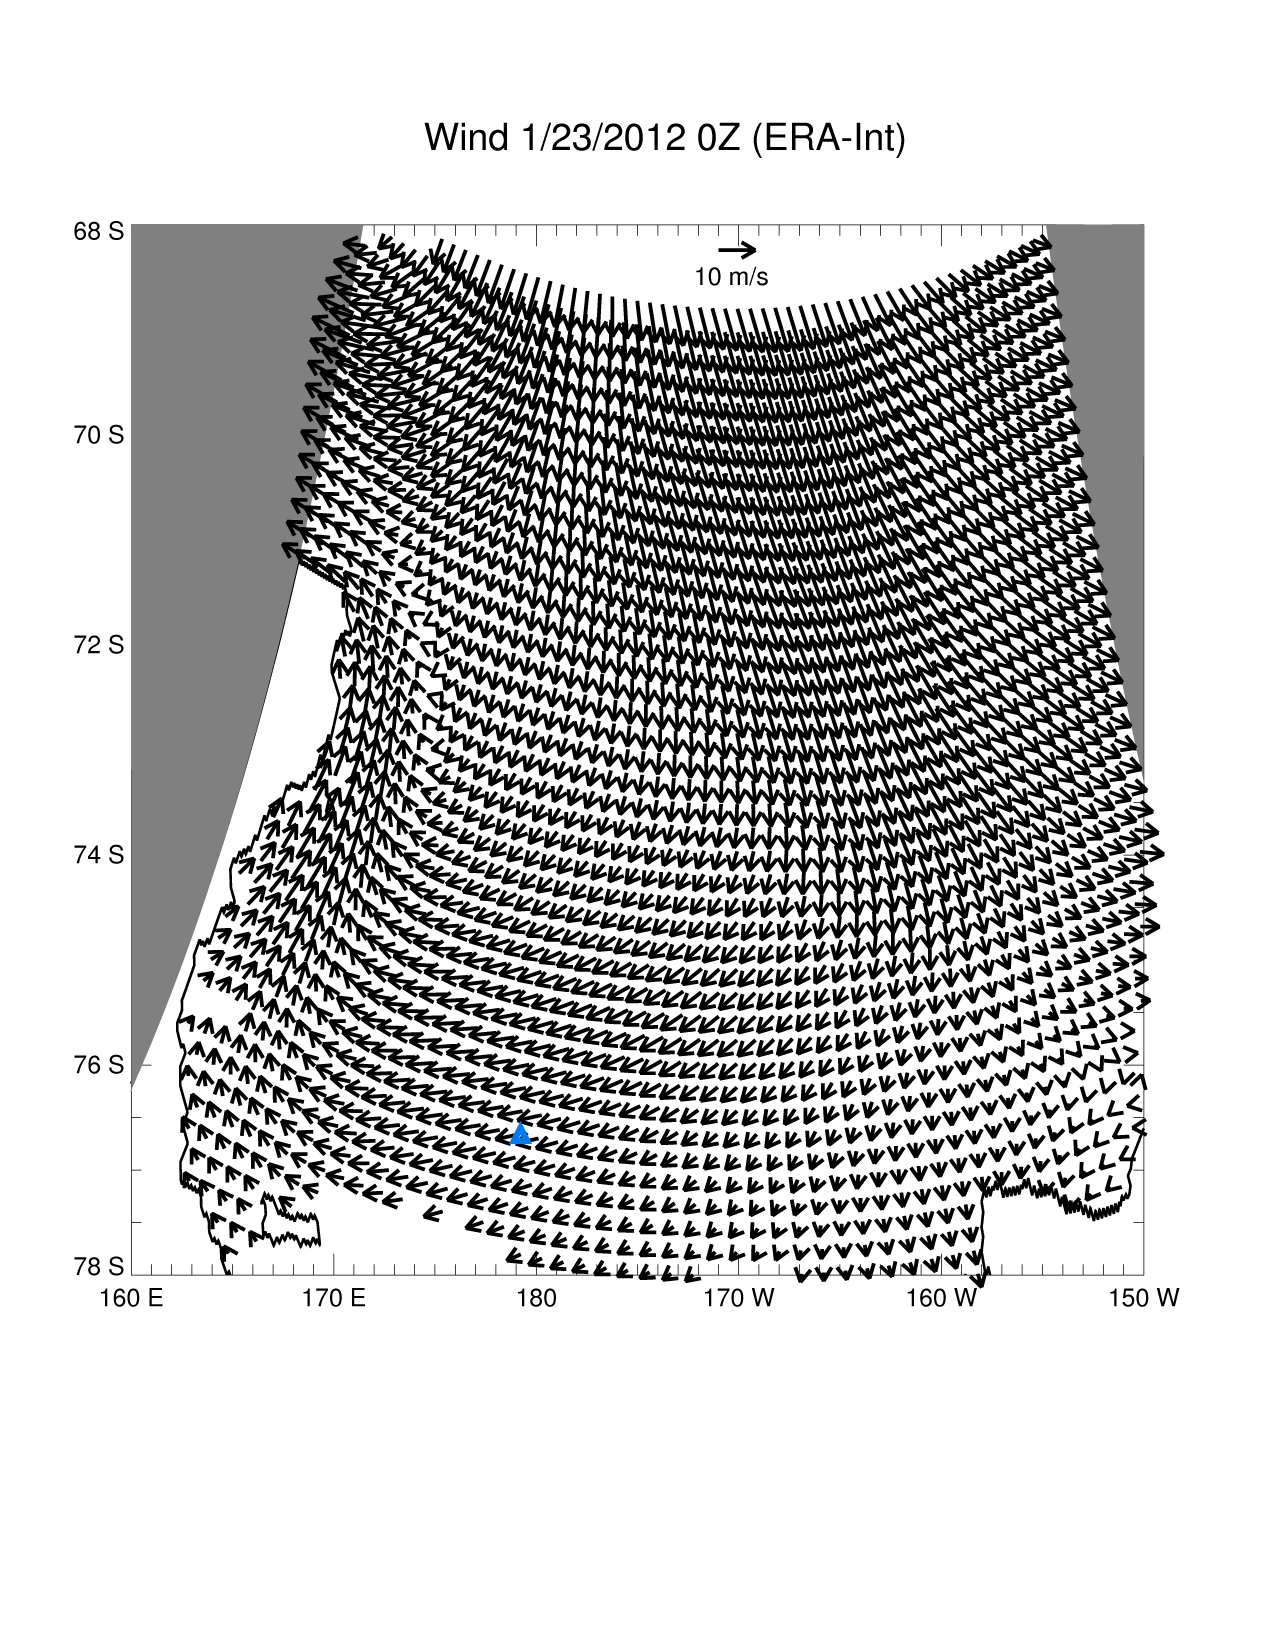 Wind 1/23/2012 0Z (ERA-Int)
68 S
10 m/s
70 S
72 S
74 S
76 S
78 S
160 E 170 E 180 170 W 160 W 150 W